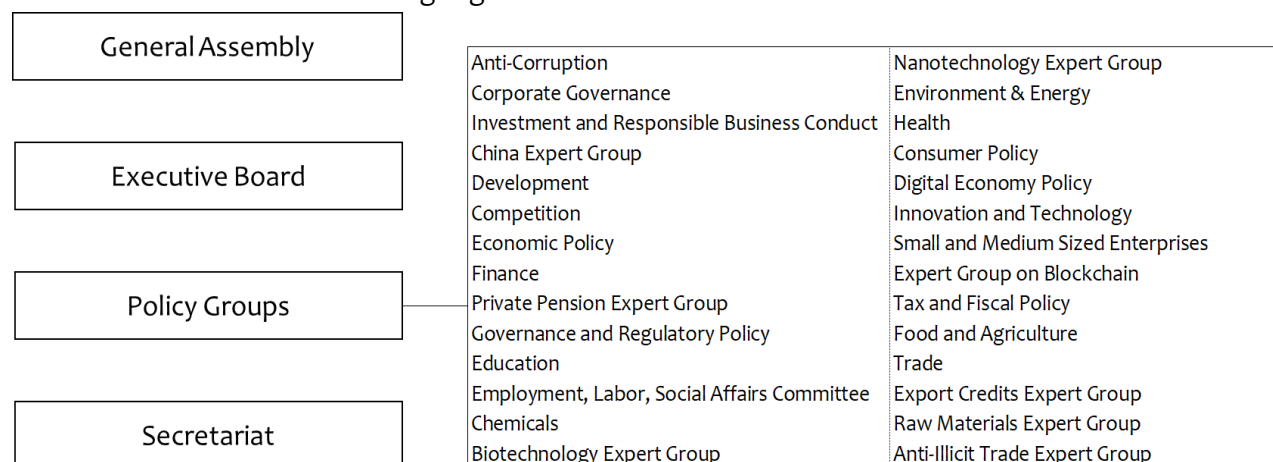 General Assembly
Executive Board
Policy Groups
Secretariat
Anti-Corruption
Corporate Governance
Investment and Responsible Business Conduct
China Expert Group
Development
Competition
Economic Policy
Finance
Private Pension Expert Group
Governance and Regulatory Policy
Education
Employment, Labor, Social Affairs Committee
Chemicals
Biotechnology Expert Group
Nanotechnology Expert Group
Environment & Energy
Health
Consumer Policy
Digital Economy Policy
Innovation and Technology
Small and Medium Sized Enterprises
Expert Group on Blockchain
Tax and Fiscal Policy
Food and Agriculture
Trade
Export Credits Expert Group
Raw Materials Expert Group
Anti-Illicit Trade Expert Group